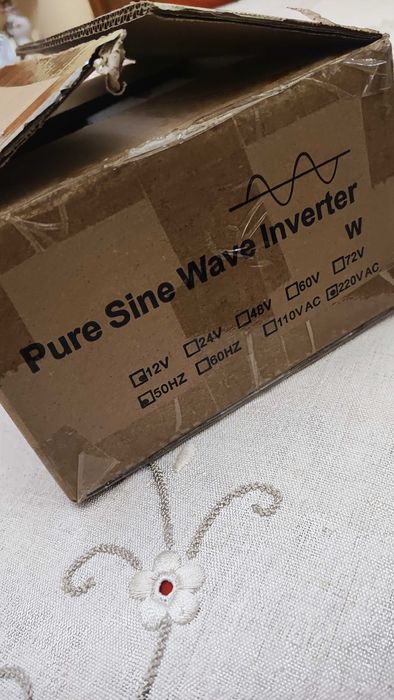 Pure Sine Wave Inverter
W
12V 24V 48V 60V 72V
50HZ 60HZ 110V AC 220V AC